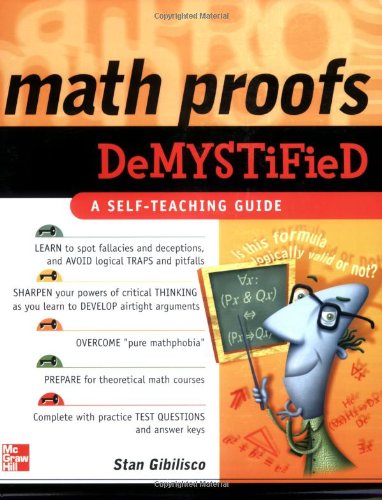 Copyrighted Material
math proofs
DeMYSTiFieD
A SELF-TEACHING GUIDE
LEARN to spot fallacies and deceptions,
and AVOID logical TRAPS and pitfalls
SHARPEN your powers of critical THINKING
as you learn to DEVELOP airtight arguments
OVERCOME "pure mathphobia"
PREPARE for theoretical math courses
Complete with practice TEST QUESTIONS
and answer keys
Is this formula
logically valid or not?
∀x:
(Px & Qx)
⇔
(Px ⇒ Qx)
Mc
Graw
Hill
Stan Gibilisco
Copyrighted Material